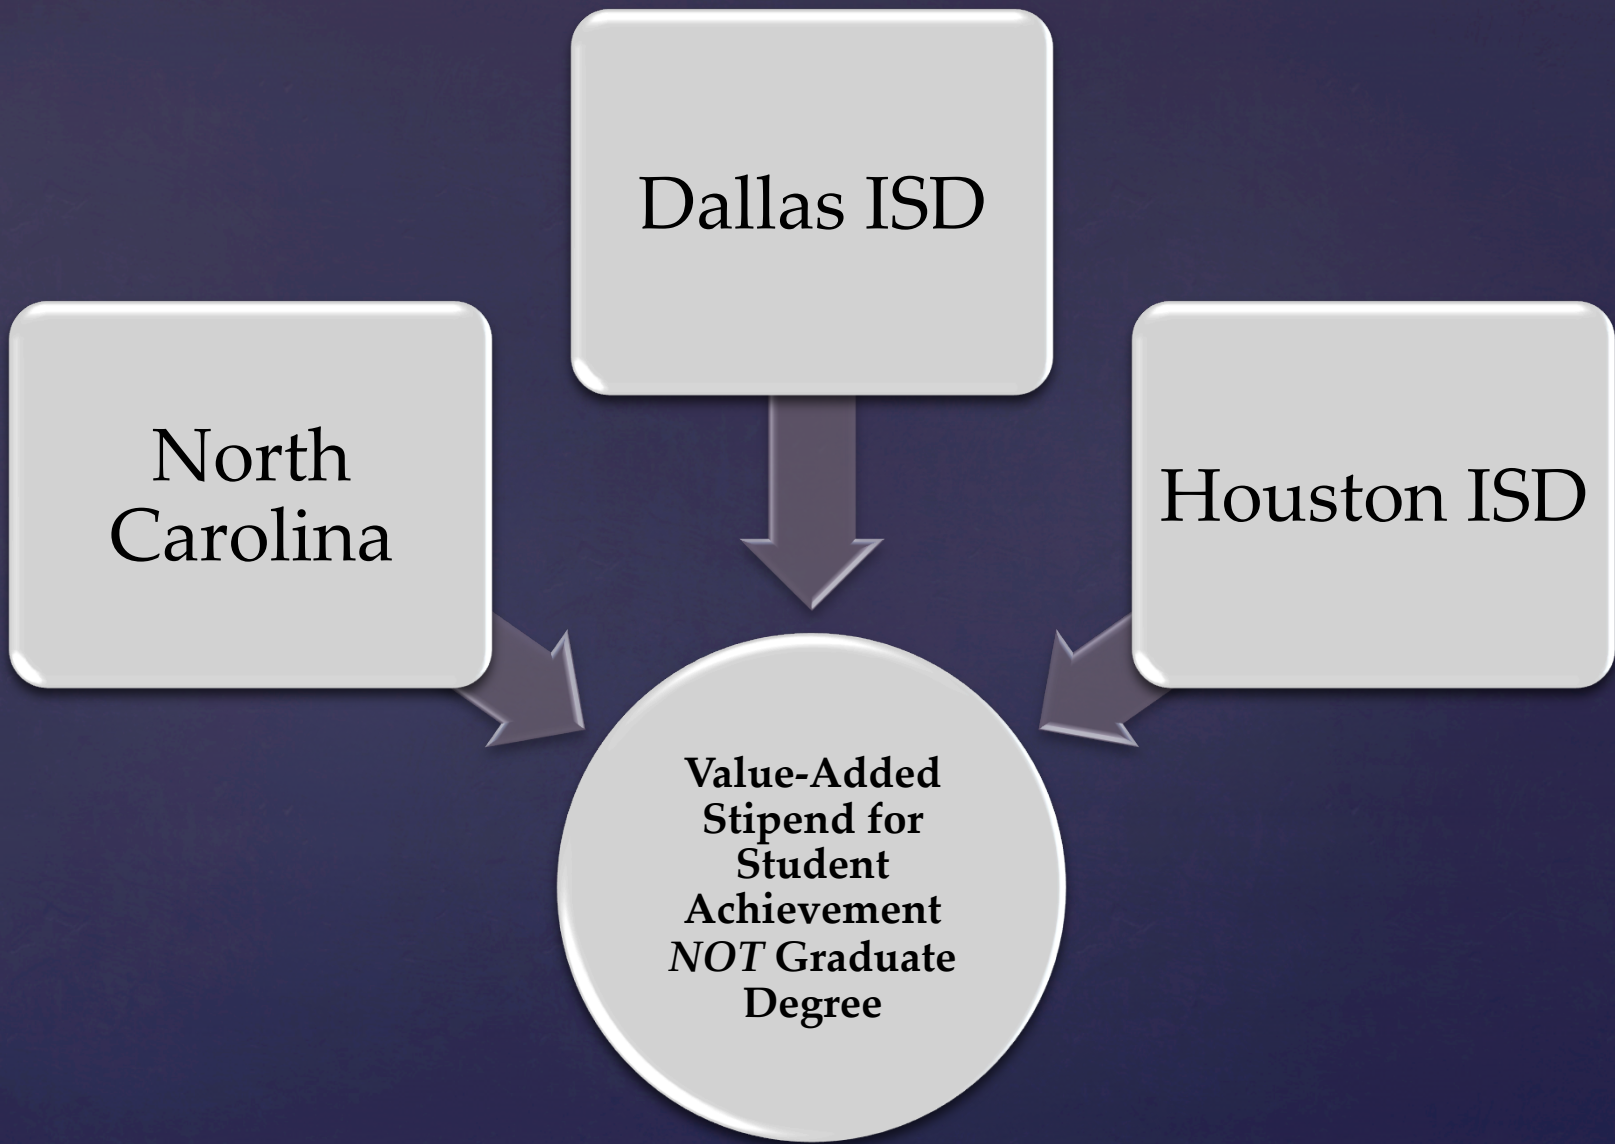 Dallas ISD
North
Carolina
Houston ISD
Value-Added
Stipend for
Student
Achievement
NOT Graduate
Degree